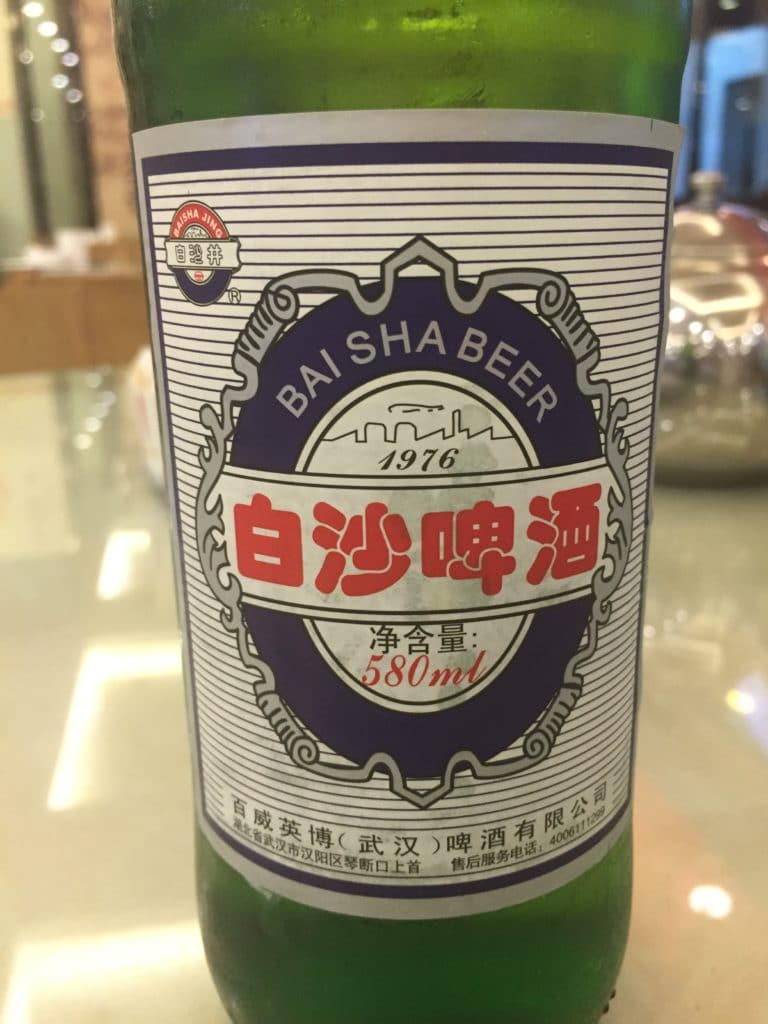 BAISHA JING
白沙井
®
BAI SHA BEER
1976
白沙啤酒
净含量:
580ml
百威英博(武汉)啤酒有限公司
湖北省武汉市汉阳区琴断口上首 售后服务电话:4006111299